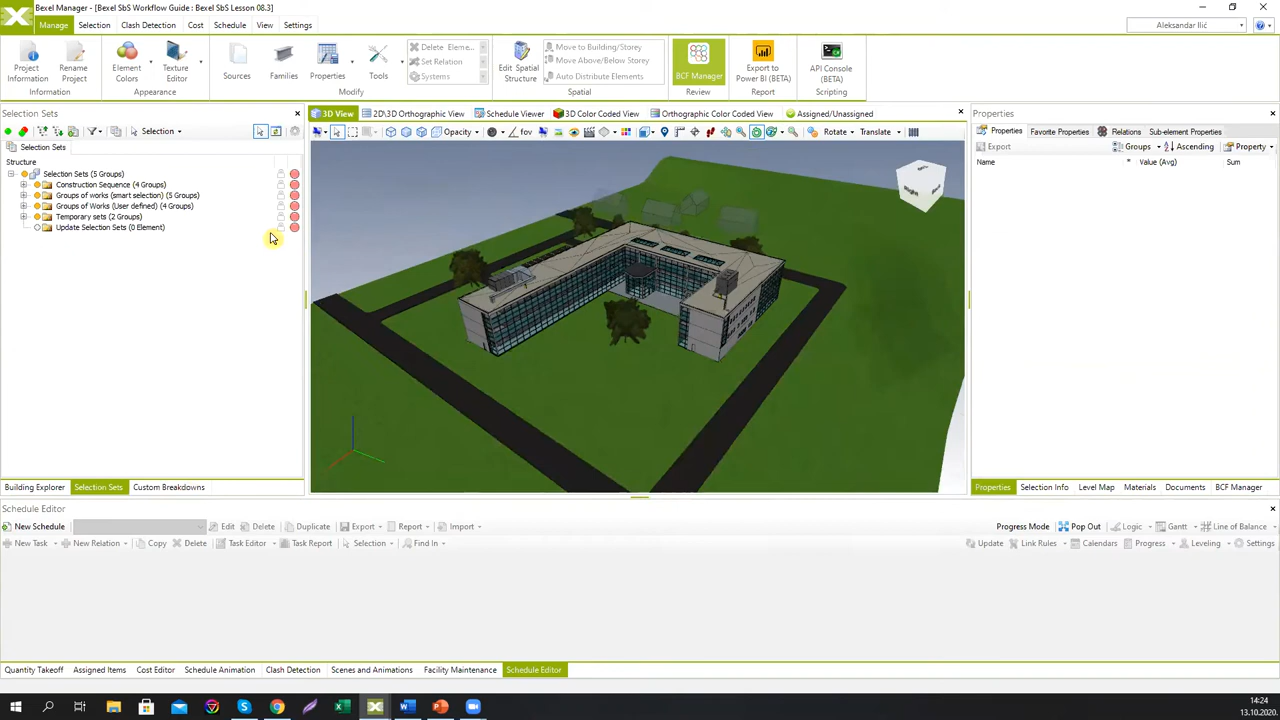 Bexel Manager - Bexel SbS Workflow Guide : Bexel SbS Lesson 08.3
Manage Selection Clash Detection Cost Schedule View Settings
Aleksandar Ilić
Project Information
Rename Project
Element Colors
Texture Editor
Sources
Families
Properties
Tools
Delete Eleme...
Set Relation
Systems
Edit Spatial Structure
Move to Building/Storey
Move Above/Below Storey
Auto Distribute Elements
BCF Manager
Export to Power BI (BETA)
API Console (BETA)
Information Appearance Modify Spatial Review Report Scripting
Selection Sets
Selection
Selection Sets
Structure
Selection Sets (5 Groups)
Construction Sequence (4 Groups)
Groups of works (smart selection) (5 Groups)
Groups of Works (User defined) (4 Groups)
Temporary sets (2 Groups)
Update Selection Sets (0 Element)
Building Explorer Selection Sets Custom Breakdowns
3D View 2D\3D Orthographic View Schedule Viewer 3D Color Coded View Orthographic Color Coded View Assigned/Unassigned
Opacity fov Rotate Translate
Right
Properties
Properties Favorite Properties Relations Sub-element Properties
Export Groups Ascending Property
Name * Value (Avg) Sum
Properties Selection Info Level Map Materials Documents BCF Manager
Schedule Editor
New Schedule Edit Delete Duplicate Export Report Import Progress Mode Pop Out Logic Gantt Line of Balance
New Task New Relation Copy Delete Task Editor Task Report Selection Find In Update Link Rules Calendars Progress Leveling Settings
Quantity Takeoff Assigned Items Cost Editor Schedule Animation Clash Detection Scenes and Animations Facility Maintenance Schedule Editor
14:24
13.10.2020.